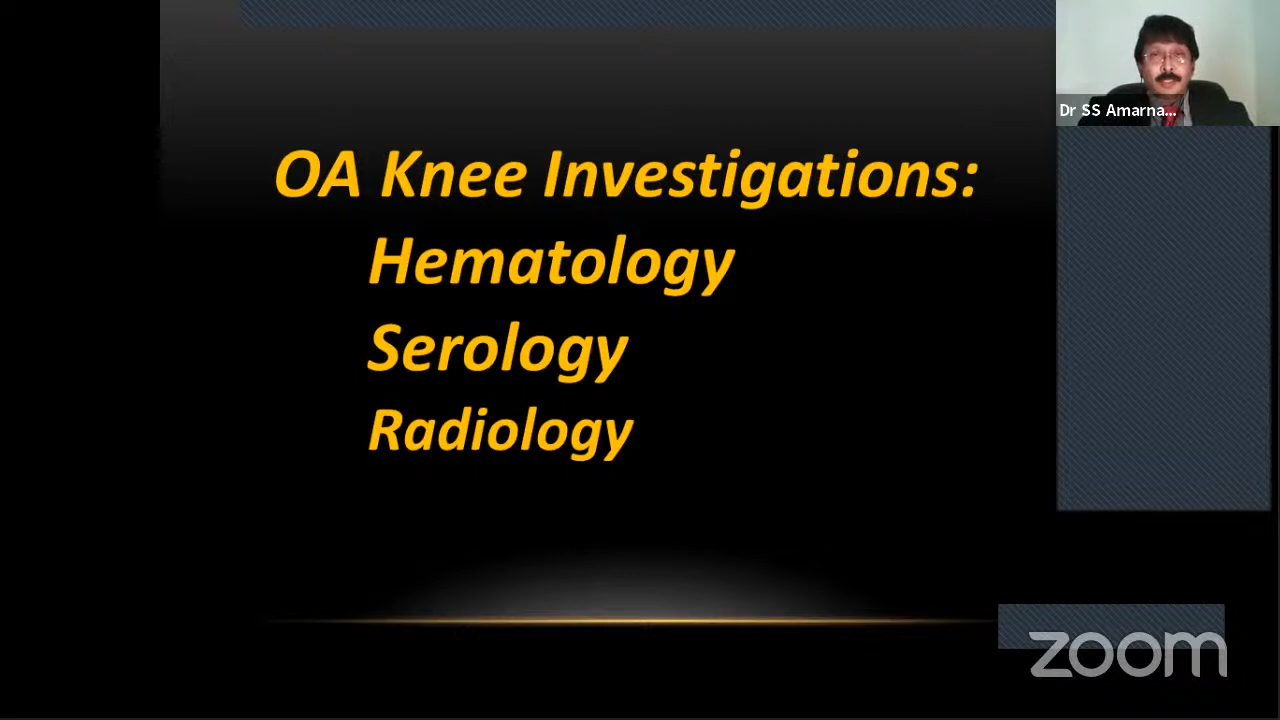 Dr SS Amarna...
OA Knee Investigations:
Hematology
Serology
Radiology
zoom